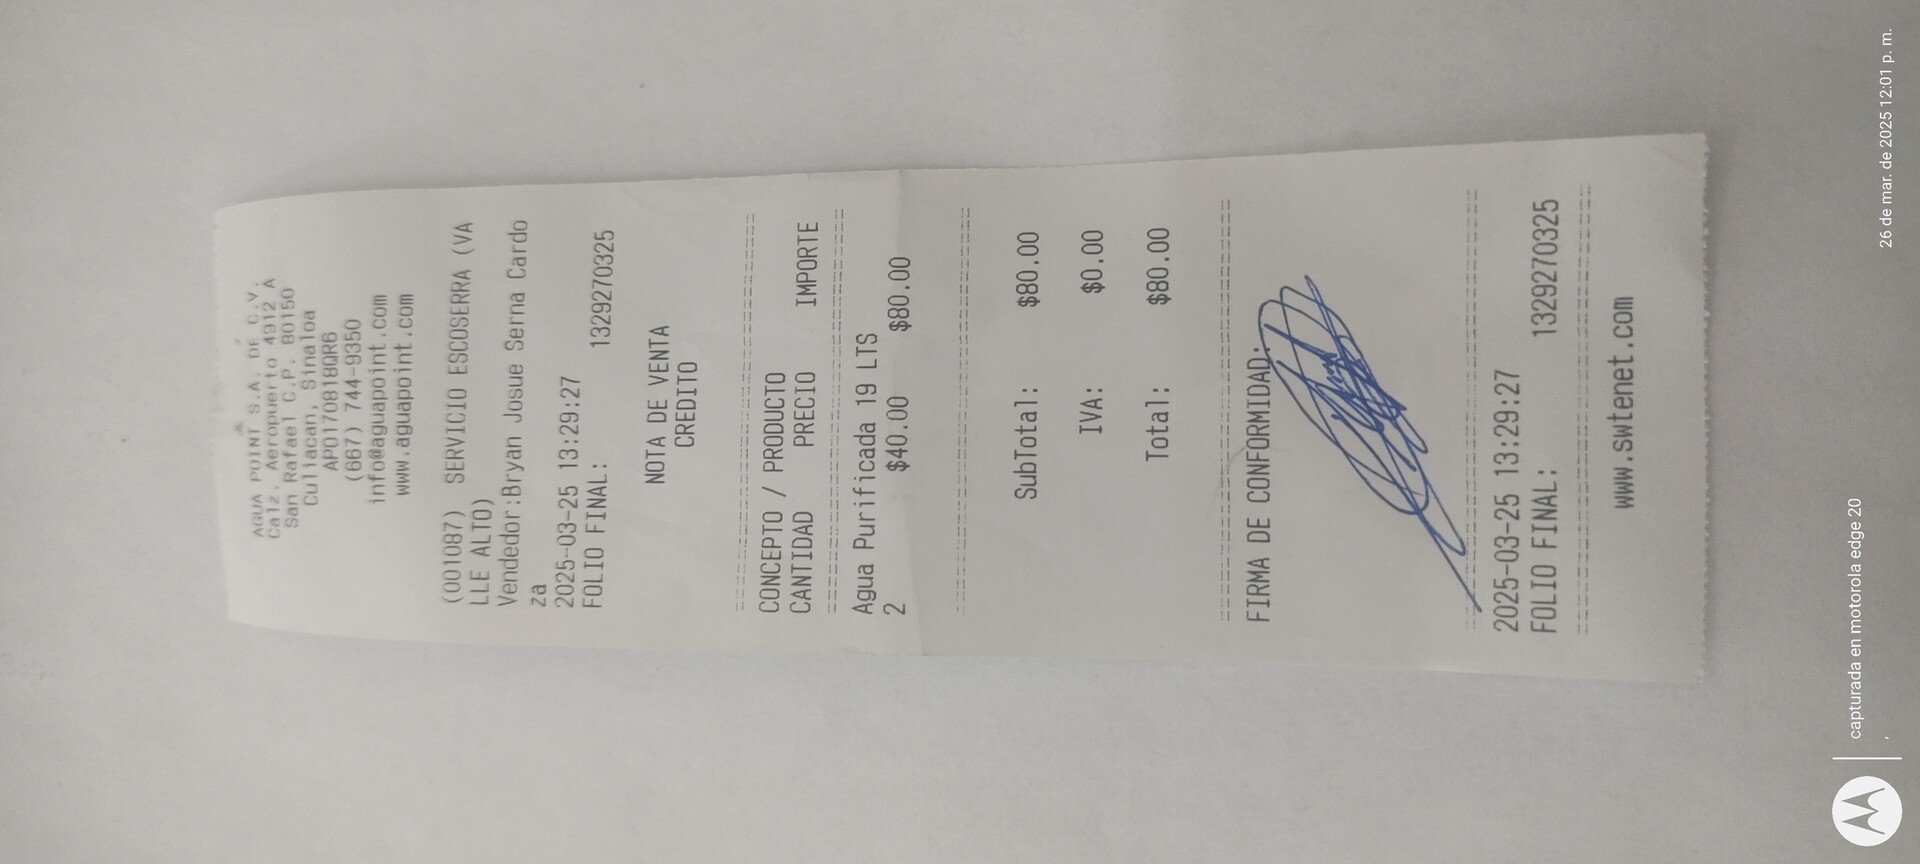 AGUA POINT S.A. DE C.V.
Calz. Aeropuerto 4912 A
San Rafael C.P. 80150
Culiacan, Sinaloa
APO170818QR6
(667) 744-9350
info@aguapoint.com
www.aguapoint.com
(001087) SERVICIO ESCOSERRA (VA
LLE ALTO)
Vendedor:Bryan Josue Serna Cardo
za
2025-03-25 13:29:27
FOLIO FINAL: 1329270325
NOTA DE VENTA
CREDITO
CONCEPTO / PRODUCTO
CANTIDAD PRECIO IMPORTE
Agua Purificada 19 LTS
2 $40.00 $80.00
SubTotal: $80.00
IVA: $0.00
Total: $80.00
FIRMA DE CONFORMIDAD:
2025-03-25 13:29:27
FOLIO FINAL: 1329270325
www.swtenet.com
capturada en motorola edge 20
26 de mar. de 2025 12:01 p. m.